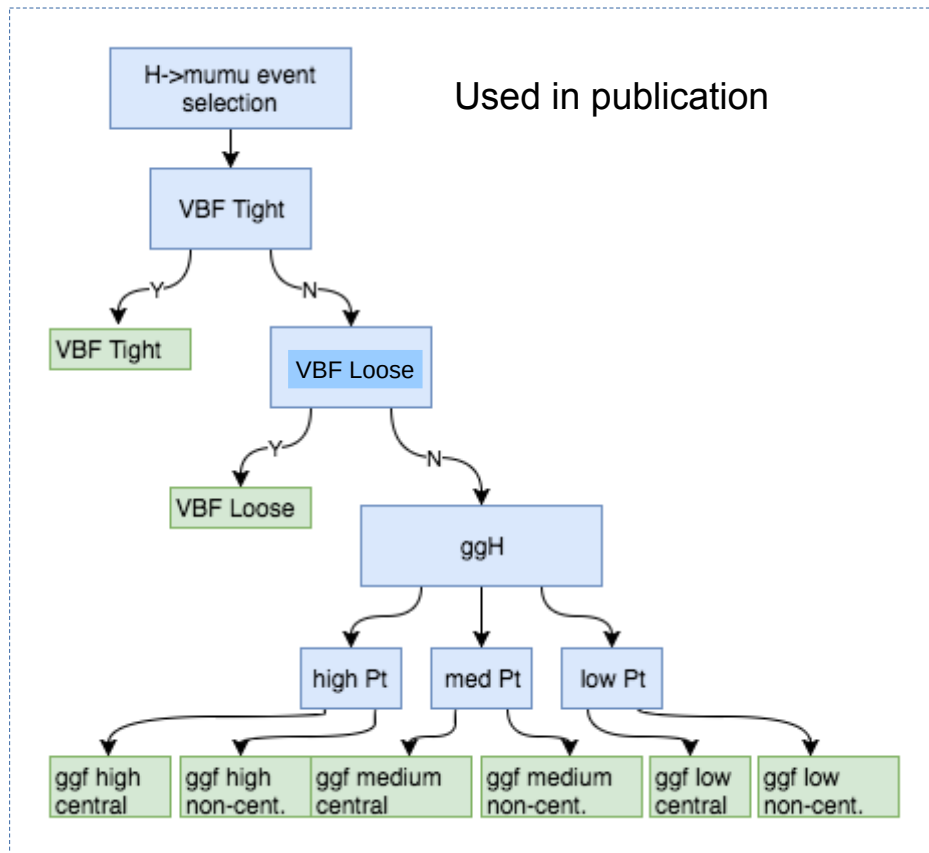 H->mumu event
selection
Used in publication
VBF Tight
Y
N
VBF Tight
VBF Loose
Y
N
VBF Loose
ggH
high Pt
med Pt
low Pt
ggf high
central
ggf high
non-cent.
ggf medium
central
ggf medium
non-cent.
ggf low
central
ggf low
non-cent.